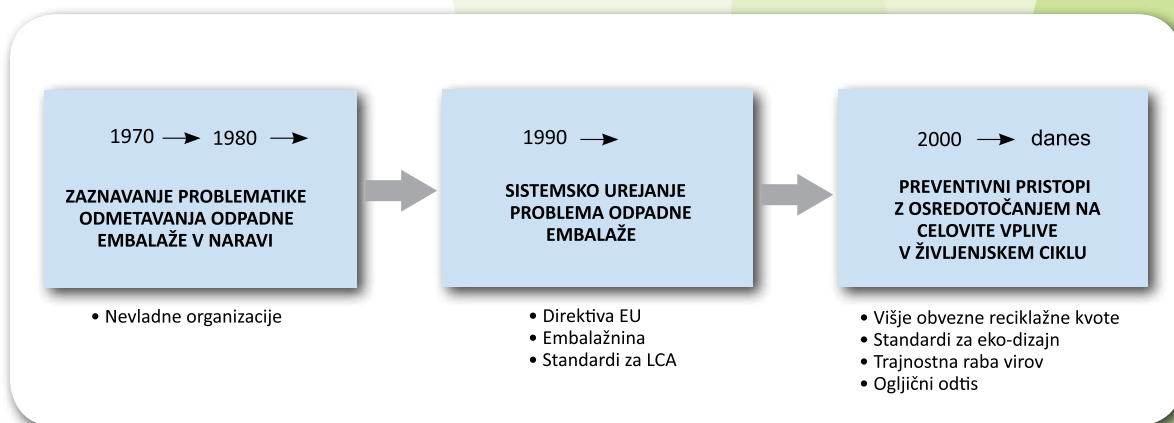 1970 → 1980 →
ZAZNAVANJE PROBLEMATIKE
ODMETAVANJA ODPADNE
EMBALAŽE V NARAVI
• Nevladne organizacije
1990 →
SISTEMSKO UREJANJE
PROBLEMA ODPADNE
EMBALAŽE
• Direktiva EU
• Embalažnina
• Standardi za LCA
2000 → danes
PREVENTIVNI PRISTOPI
Z OSREDOTOČANJEM NA
CELOVITE VPLIVE
V ŽIVLJENJSKEM CIKLU
• Višje obvezne reciklažne kvote
• Standardi za eko-dizajn
• Trajnostna raba virov
• Ogljični odtis